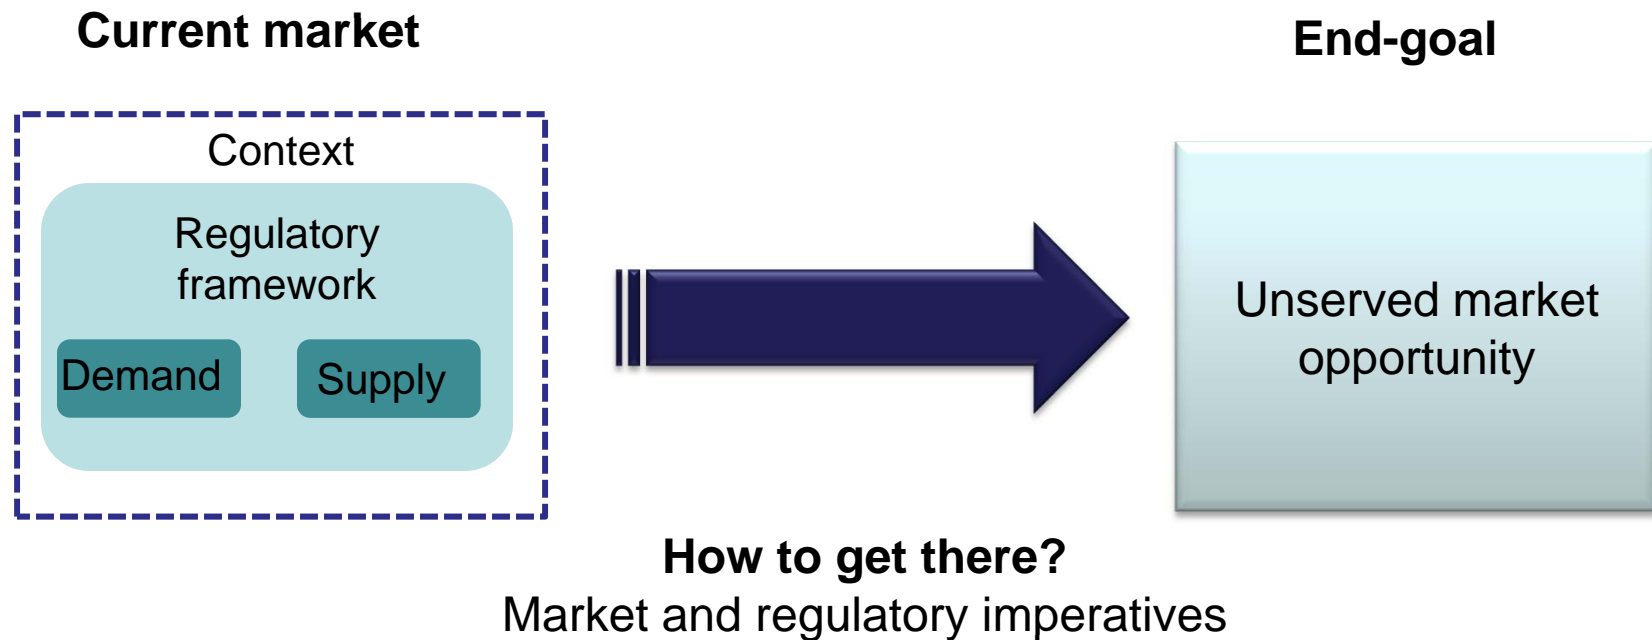 Current market
End-goal
Context
Regulatory
framework
Demand
Supply
Unserved market
opportunity
How to get there?
Market and regulatory imperatives